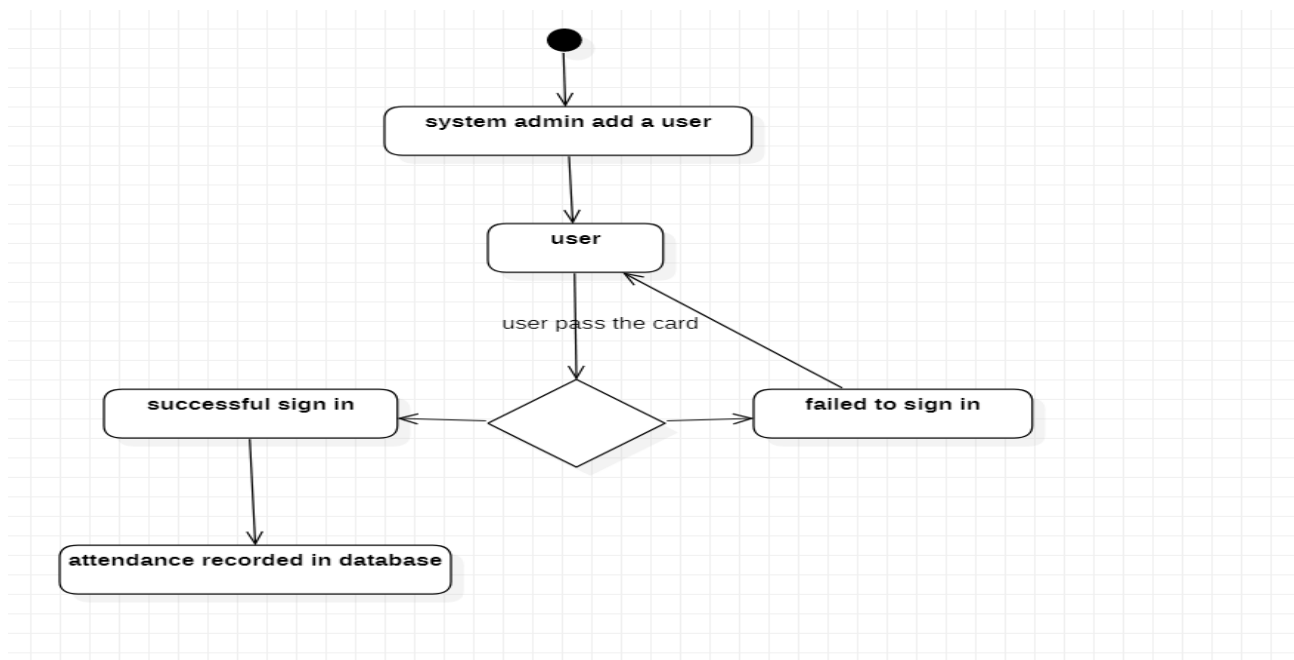 system admin add a user
user
user pass the card
successful sign in
failed to sign in
attendance recorded in database